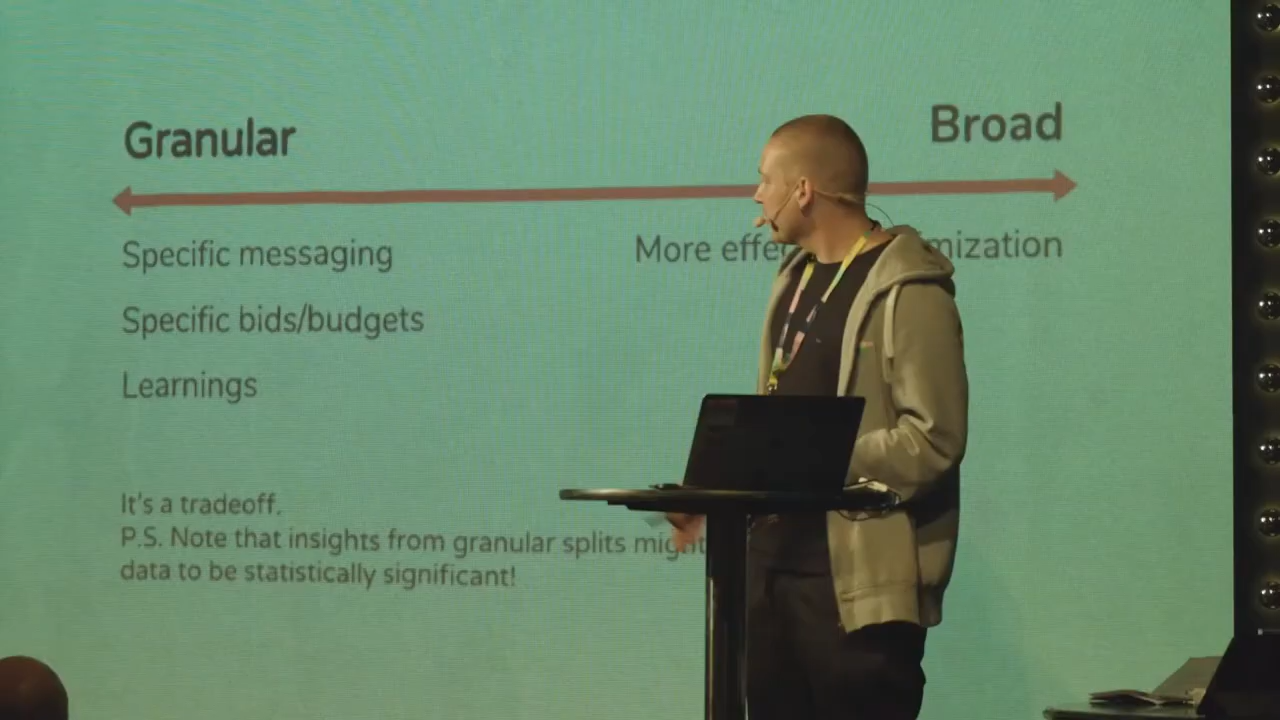 Granular
Broad
Specific messaging
More effe mization
Specific bids/budgets
Learnings
It's a tradeoff.
P.S. Note that insights from granular splits might
data to be statistically significant!